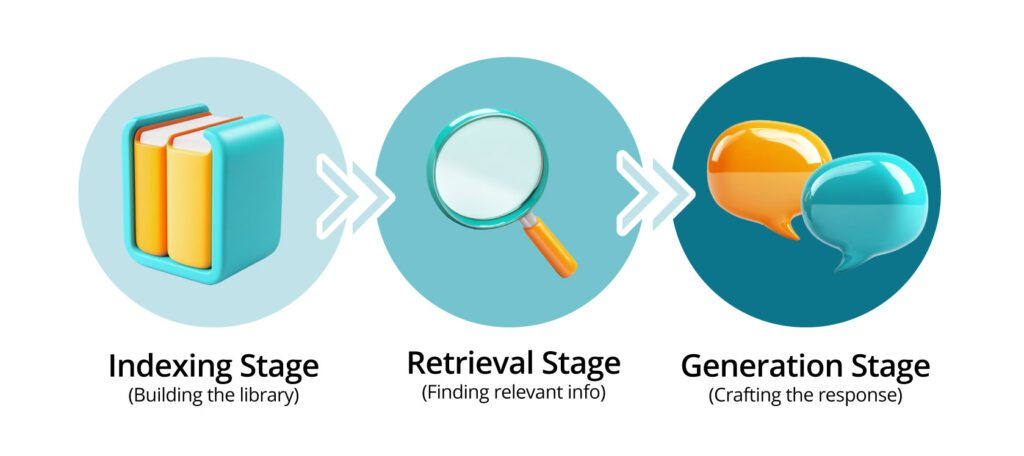 Indexing Stage
(Building the library)
Retrieval Stage
(Finding relevant info)
Generation Stage
(Crafting the response)